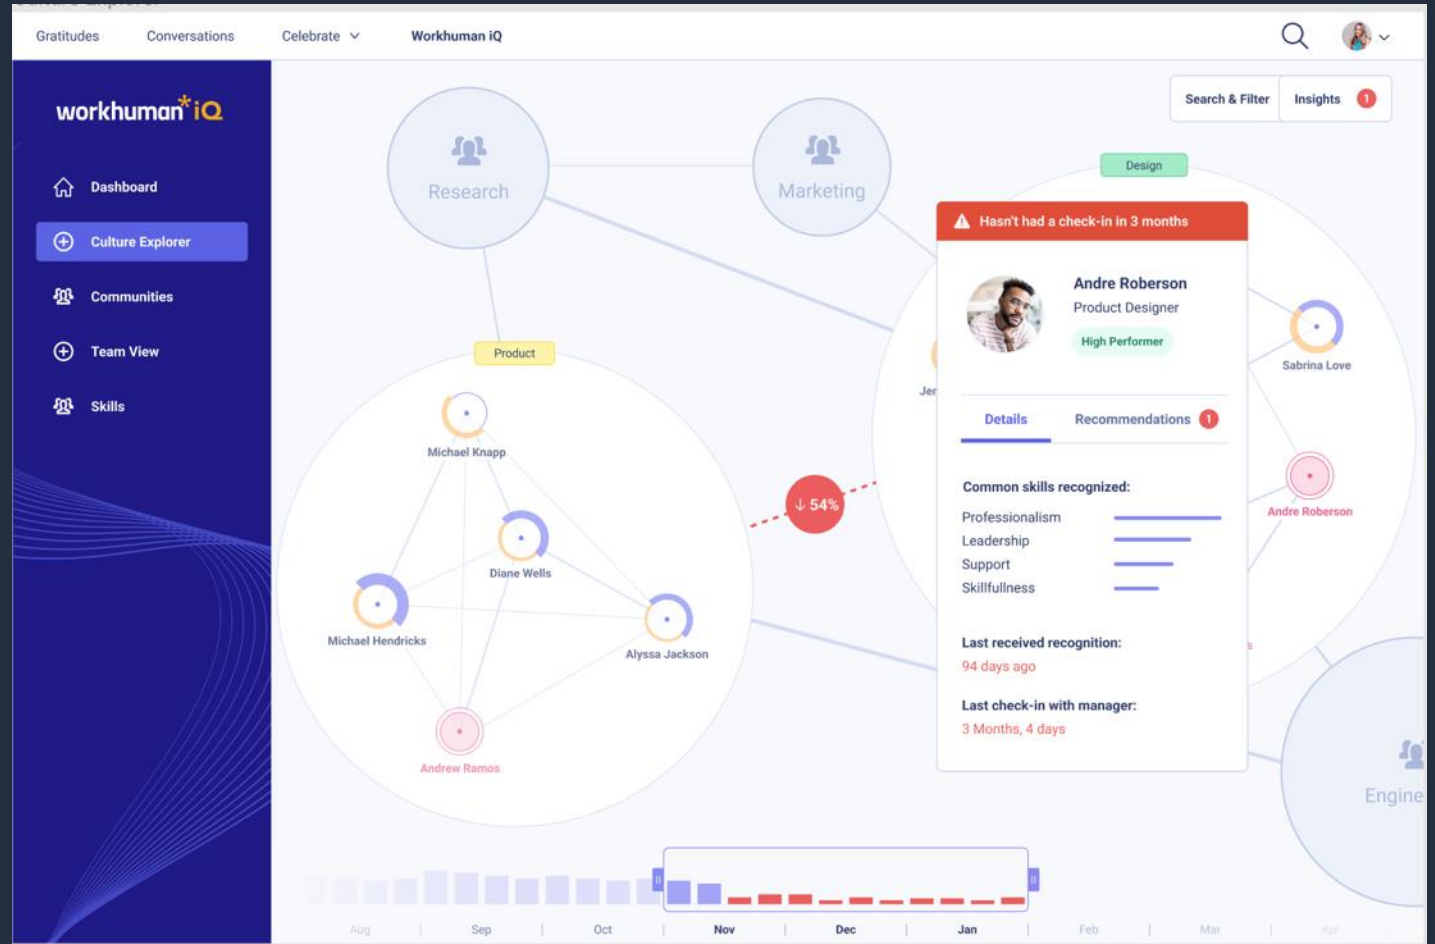 Culture Explorer
Gratitudes
Conversations
Celebrate
Workhuman iQ
workhuman*iQ
Dashboard
Culture Explorer
Communities
Team View
Skills
Search & Filter
Insights 1
Research
Marketing
Design
Hasn't had a check-in in 3 months
Andre Roberson
Product Designer
High Performer
Details
Recommendations 1
Common skills recognized:
Professionalism
Leadership
Support
Skillfullness
Last received recognition:
94 days ago
Last check-in with manager:
3 Months, 4 days
Sabrina Love
Jer
Andre Roberson
s
Product
Michael Knapp
Diane Wells
Michael Hendricks
Alyssa Jackson
Andrew Ramos
↓ 54%
Engine
Aug | Sep | Oct | Nov | Dec | Jan | Feb | Mar | Apr